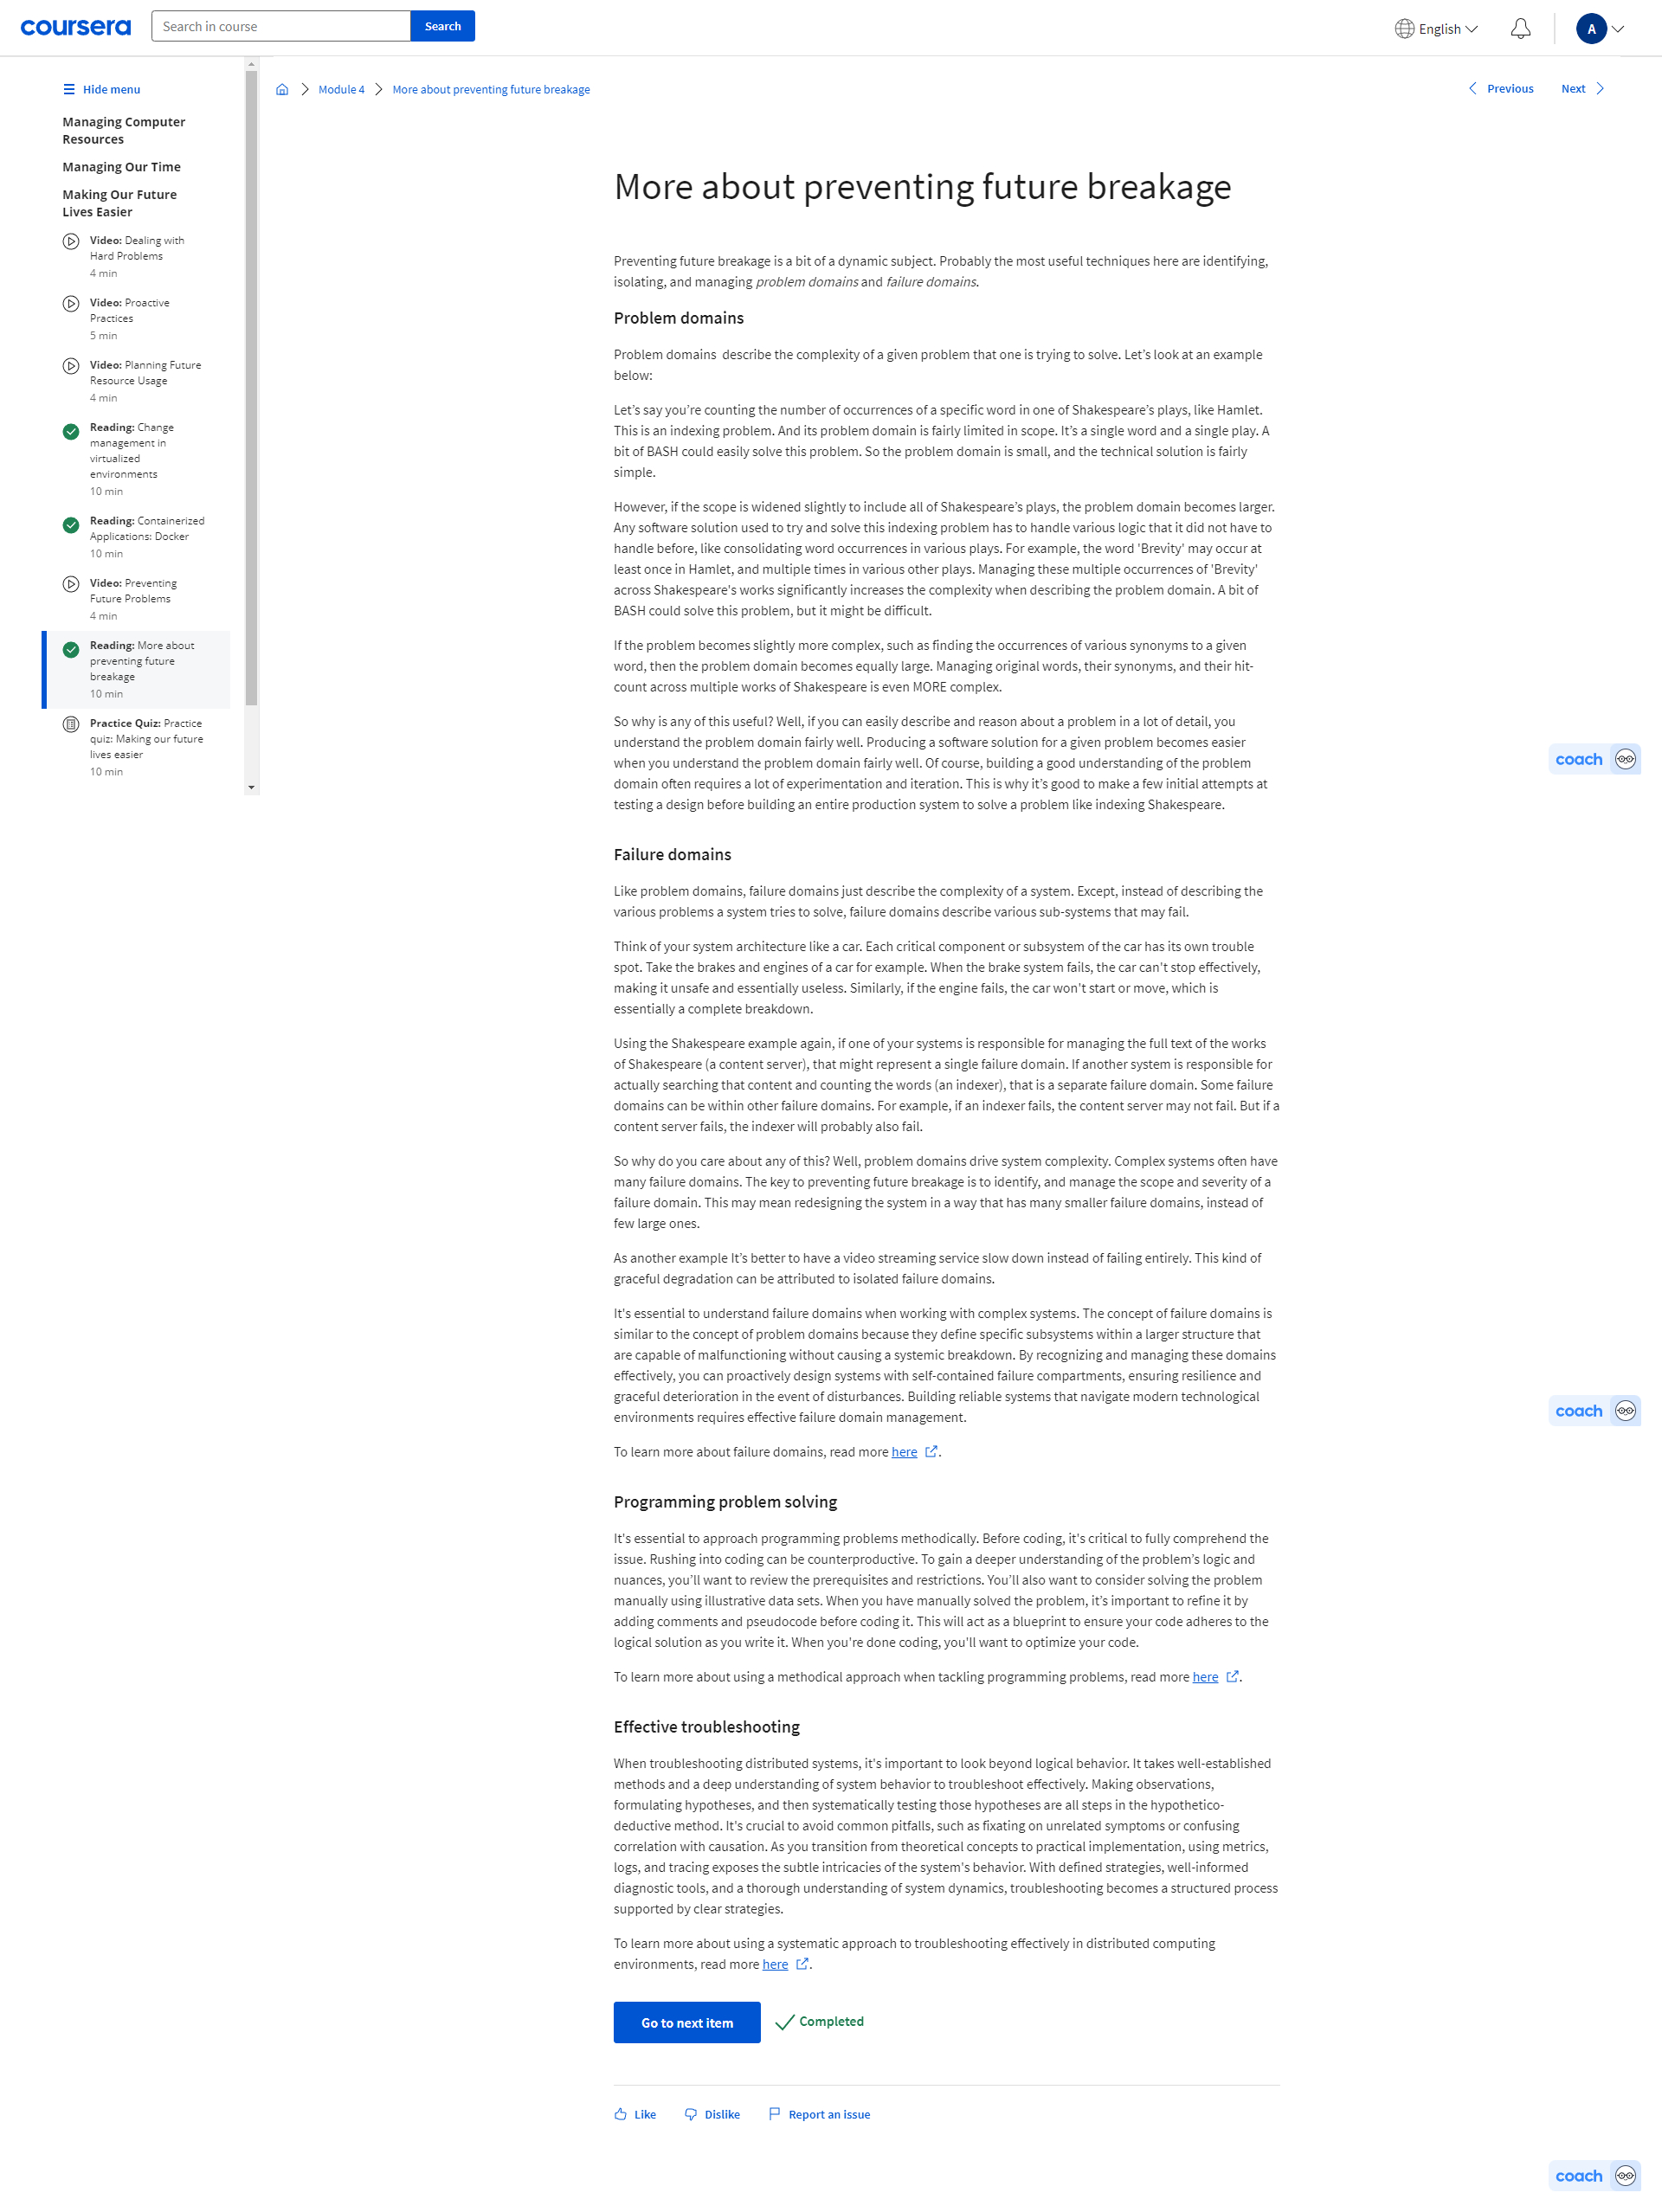 coursera
Search in course
Search
English
A
Hide menu
Managing Computer
Resources
Managing Our Time
Making Our Future
Lives Easier
Video: Dealing with
Hard Problems
4 min
Video: Proactive
Practices
5 min
Video: Planning Future
Resource Usage
4 min
Reading: Change
management in
virtualized
environments
10 min
Reading: Containerized
Applications: Docker
10 min
Video: Preventing
Future Problems
4 min
Reading: More about
preventing future
breakage
10 min
Practice Quiz: Practice
quiz: Making our future
lives easier
10 min
Module 4
More about preventing future breakage
Previous
Next
More about preventing future breakage
Preventing future breakage is a bit of a dynamic subject. Probably the most useful techniques here are identifying,
isolating, and managing problem domains and failure domains.
Problem domains
Problem domains  describe the complexity of a given problem that one is trying to solve. Let’s look at an example
below:
Let’s say you’re counting the number of occurrences of a specific word in one of Shakespeare’s plays, like Hamlet.
This is an indexing problem. And its problem domain is fairly limited in scope. It’s a single word and a single play. A
bit of BASH could easily solve this problem. So the problem domain is small, and the technical solution is fairly
simple.
However, if the scope is widened slightly to include all of Shakespeare’s plays, the problem domain becomes larger.
Any software solution used to try and solve this indexing problem has to handle various logic that it did not have to
handle before, like consolidating word occurrences in various plays. For example, the word 'Brevity' may occur at
least once in Hamlet, and multiple times in various other plays. Managing these multiple occurrences of 'Brevity'
across Shakespeare's works significantly increases the complexity when describing the problem domain. A bit of
BASH could solve this problem, but it might be difficult.
If the problem becomes slightly more complex, such as finding the occurrences of various synonyms to a given
word, then the problem domain becomes equally large. Managing original words, their synonyms, and their hit-
count across multiple works of Shakespeare is even MORE complex.
So why is any of this useful? Well, if you can easily describe and reason about a problem in a lot of detail, you
understand the problem domain fairly well. Producing a software solution for a given problem becomes easier
when you understand the problem domain fairly well. Of course, building a good understanding of the problem
domain often requires a lot of experimentation and iteration. This is why it’s good to make a few initial attempts at
testing a design before building an entire production system to solve a problem like indexing Shakespeare.
coach
Failure domains
Like problem domains, failure domains just describe the complexity of a system. Except, instead of describing the
various problems a system tries to solve, failure domains describe various sub-systems that may fail.
Think of your system architecture like a car. Each critical component or subsystem of the car has its own trouble
spot. Take the brakes and engines of a car for example. When the brake system fails, the car can't stop effectively,
making it unsafe and essentially useless. Similarly, if the engine fails, the car won't start or move, which is
essentially a complete breakdown.
Using the Shakespeare example again, if one of your systems is responsible for managing the full text of the works
of Shakespeare (a content server), that might represent a single failure domain. If another system is responsible for
actually searching that content and counting the words (an indexer), that is a separate failure domain. Some failure
domains can be within other failure domains. For example, if an indexer fails, the content server may not fail. But if a
content server fails, the indexer will probably also fail.
So why do you care about any of this? Well, problem domains drive system complexity. Complex systems often have
many failure domains. The key to preventing future breakage is to identify, and manage the scope and severity of a
failure domain. This may mean redesigning the system in a way that has many smaller failure domains, instead of
few large ones.
As another example It’s better to have a video streaming service slow down instead of failing entirely. This kind of
graceful degradation can be attributed to isolated failure domains.
It's essential to understand failure domains when working with complex systems. The concept of failure domains is
similar to the concept of problem domains because they define specific subsystems within a larger structure that
are capable of malfunctioning without causing a systemic breakdown. By recognizing and managing these domains
effectively, you can proactively design systems with self-contained failure compartments, ensuring resilience and
graceful deterioration in the event of disturbances. Building reliable systems that navigate modern technological
environments requires effective failure domain management.
coach
To learn more about failure domains, read more here.
Programming problem solving
It's essential to approach programming problems methodically. Before coding, it's critical to fully comprehend the
issue. Rushing into coding can be counterproductive. To gain a deeper understanding of the problem’s logic and
nuances, you’ll want to review the prerequisites and restrictions. You’ll also want to consider solving the problem
manually using illustrative data sets. When you have manually solved the problem, it’s important to refine it by
adding comments and pseudocode before coding it. This will act as a blueprint to ensure your code adheres to the
logical solution as you write it. When you're done coding, you'll want to optimize your code.
To learn more about using a methodical approach when tackling programming problems, read more here.
Effective troubleshooting
When troubleshooting distributed systems, it's important to look beyond logical behavior. It takes well-established
methods and a deep understanding of system behavior to troubleshoot effectively. Making observations,
formulating hypotheses, and then systematically testing those hypotheses are all steps in the hypothetico-
deductive method. It's crucial to avoid common pitfalls, such as fixating on unrelated symptoms or confusing
correlation with causation. As you transition from theoretical concepts to practical implementation, using metrics,
logs, and tracing exposes the subtle intricacies of the system's behavior. With defined strategies, well-informed
diagnostic tools, and a thorough understanding of system dynamics, troubleshooting becomes a structured process
supported by clear strategies.
To learn more about using a systematic approach to troubleshooting effectively in distributed computing
environments, read more here.
Go to next item
Completed
Like
Dislike
Report an issue
coach